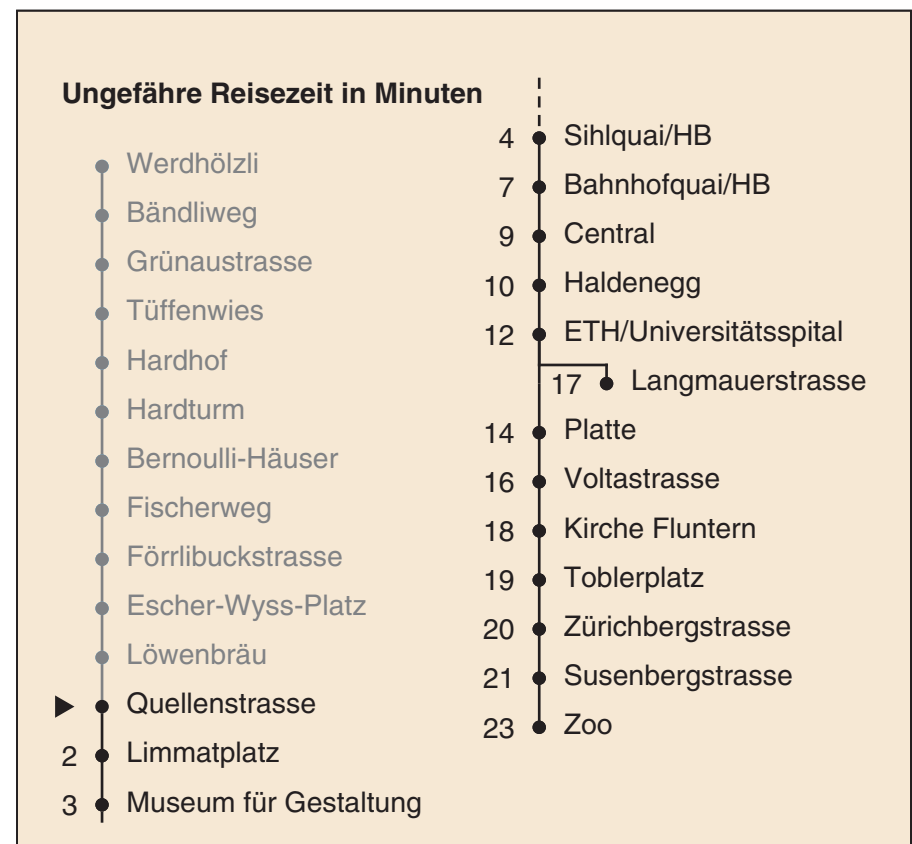 Ungefähre Reisezeit in Minuten
Werdhölzli
Bändliweg
Grünaustrasse
Tüffenwies
Hardhof
Hardturm
Bernoulli-Häuser
Fischerweg
Förrlibuckstrasse
Escher-Wyss-Platz
Löwenbräu
Quellenstrasse
2 Limmatplatz
3 Museum für Gestaltung
4 Sihlquai/HB
7 Bahnhofquai/HB
9 Central
10 Haldenegg
12 ETH/Universitätsspital
17 Langmauerstrasse
14 Platte
16 Voltastrasse
18 Kirche Fluntern
19 Toblerplatz
20 Zürichbergstrasse
21 Susenbergstrasse
23 Zoo